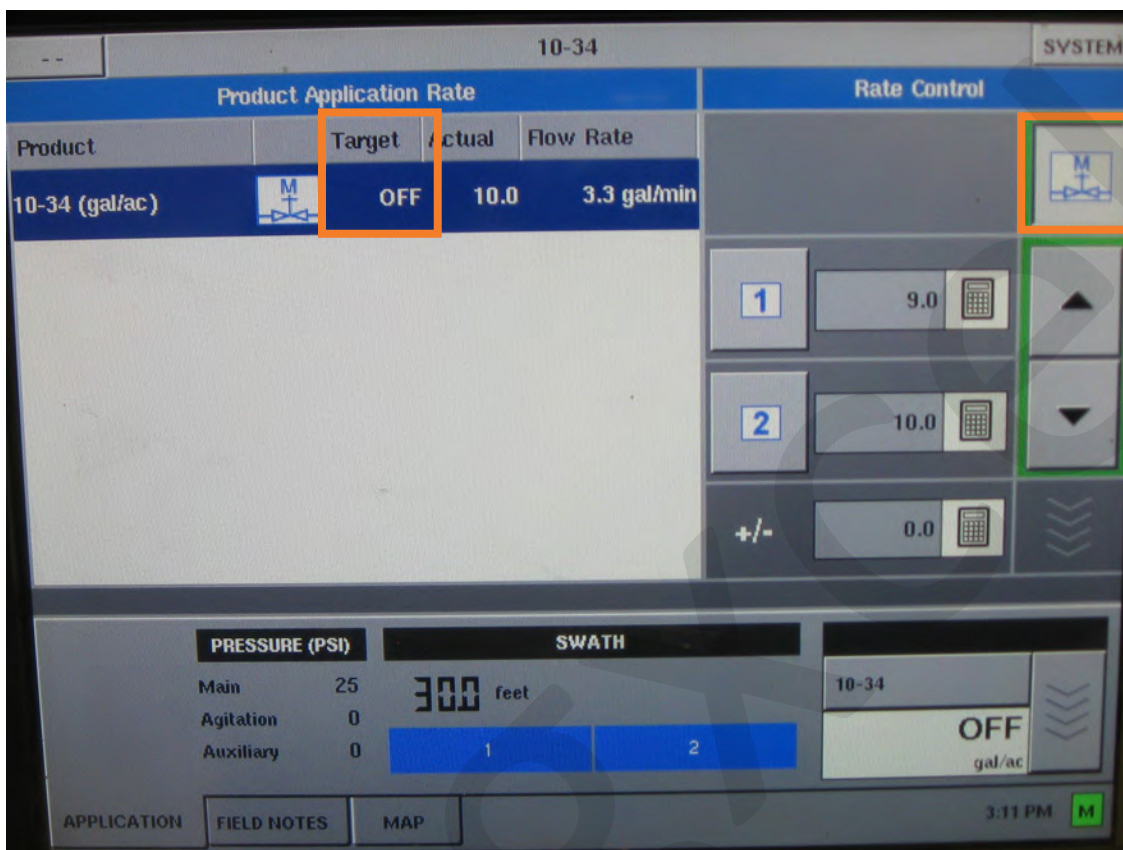 --
10-34
SYSTEM
Product Application Rate
Rate Control
Product
Target
Actual
Flow Rate
M
10-34 (gal/ac)
M
OFF
10.0
3.3 gal/min
1
9.0
2
10.0
+/-
0.0
PRESSURE (PSI)
SWATH
Main 25
30.0 feet
10-34
Agitation 0
OFF
Auxiliary 0
1
2
gal/ac
APPLICATION
FIELD NOTES
MAP
3:11 PM
M